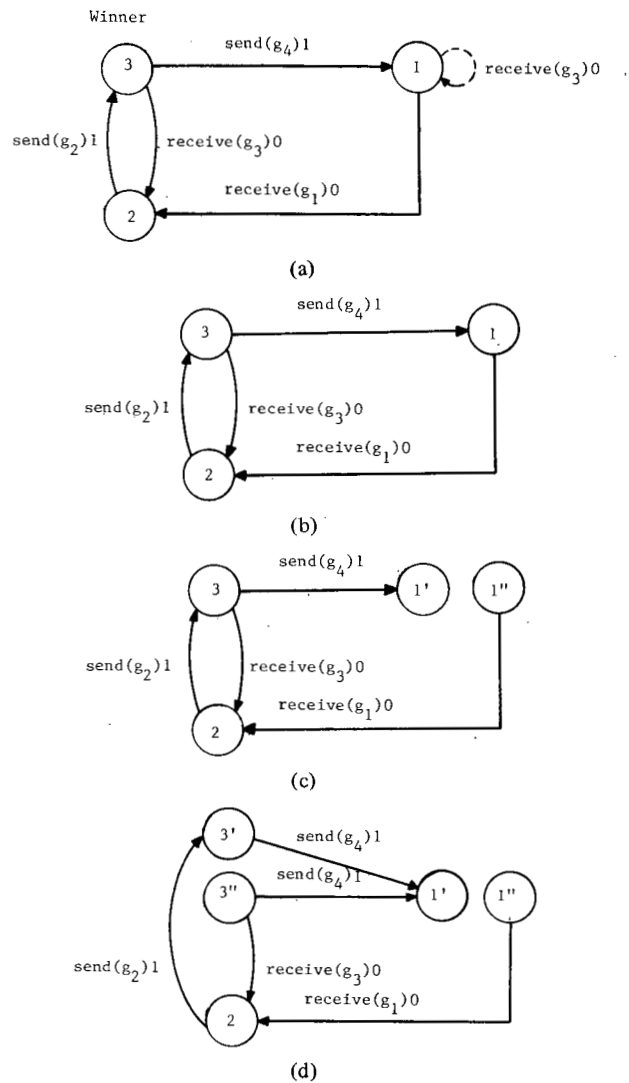 Winner
send(g4)1
3
1
receive(g3)0
send(g2)1
receive(g3)0
receive(g1)0
2
(a)
send(g4)1
3
1
send(g2)1
receive(g3)0
receive(g1)0
2
(b)
send(g4)1
3
1'
1"
send(g2)1
receive(g3)0
receive(g1)0
2
(c)
3'
send(g4)1
send(g4)1
3"
1'
1"
send(g2)1
receive(g3)0
receive(g1)0
2
(d)